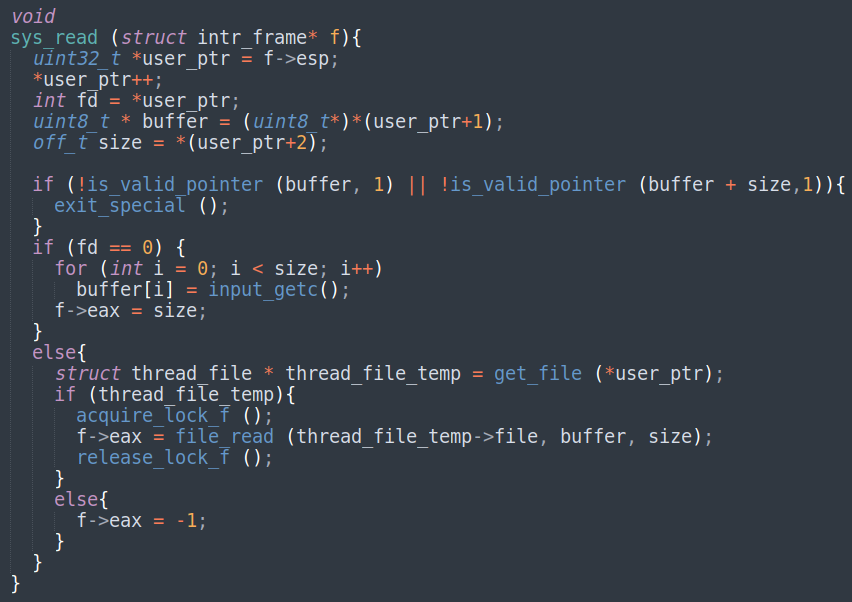 void
sys_read (struct intr_frame* f){
  uint32_t *user_ptr = f->esp;
  *user_ptr++;
  int fd = *user_ptr;
  uint8_t * buffer = (uint8_t*)*(user_ptr+1);
  off_t size = *(user_ptr+2);

  if (!is_valid_pointer (buffer, 1) || !is_valid_pointer (buffer + size,1)){
    exit_special ();
  }
  if (fd == 0) {
    for (int i = 0; i < size; i++)
      buffer[i] = input_getc();
    f->eax = size;
  }
  else{
    struct thread_file * thread_file_temp = get_file (*user_ptr);
    if (thread_file_temp){
      acquire_lock_f ();
      f->eax = file_read (thread_file_temp->file, buffer, size);
      release_lock_f ();
    }
    else{
      f->eax = -1;
    }
  }
}